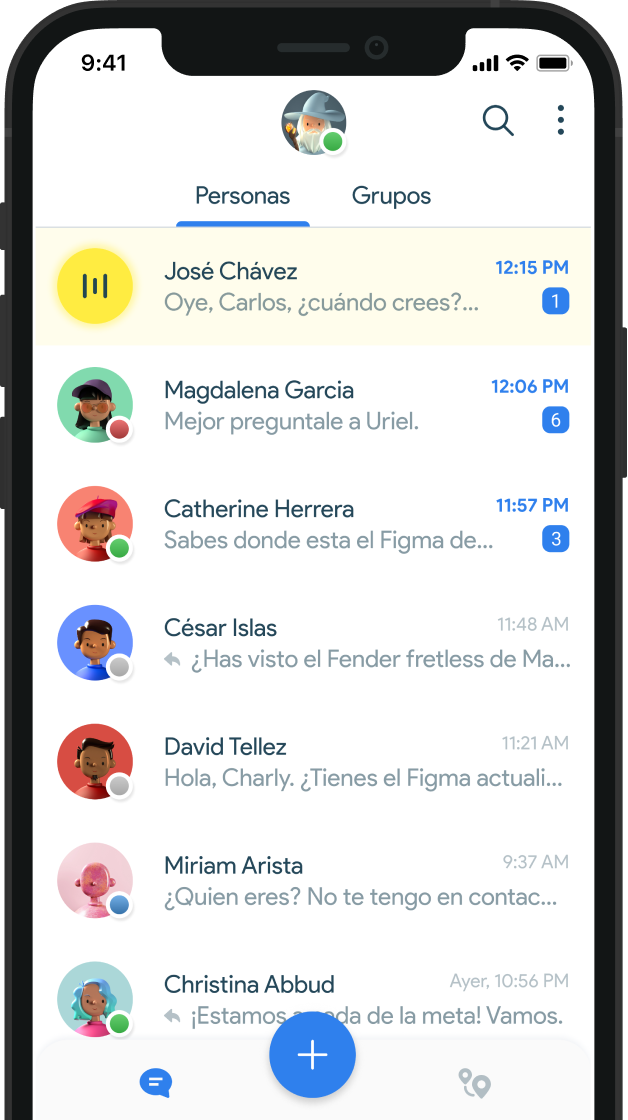 9:41
Personas Grupos
José Chávez 12:15 PM
Oye, Carlos, ¿cuándo crees?... 1
Magdalena Garcia 12:06 PM
Mejor preguntale a Uriel. 6
Catherine Herrera 11:57 PM
Sabes donde esta el Figma de... 3
César Islas 11:48 AM
¿Has visto el Fender fretless de Ma...
David Tellez 11:21 AM
Hola, Charly. ¿Tienes el Figma actuali...
Miriam Arista 9:37 AM
¿Quien eres? No te tengo en contac...
Christina Abbud Ayer, 10:56 PM
¡Estamos de la meta! Vamos.